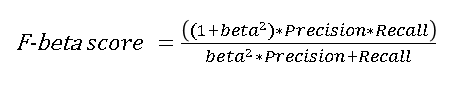 F-beta score = ((1+beta²)*Precision*Recall) / beta²*Precision+Recall